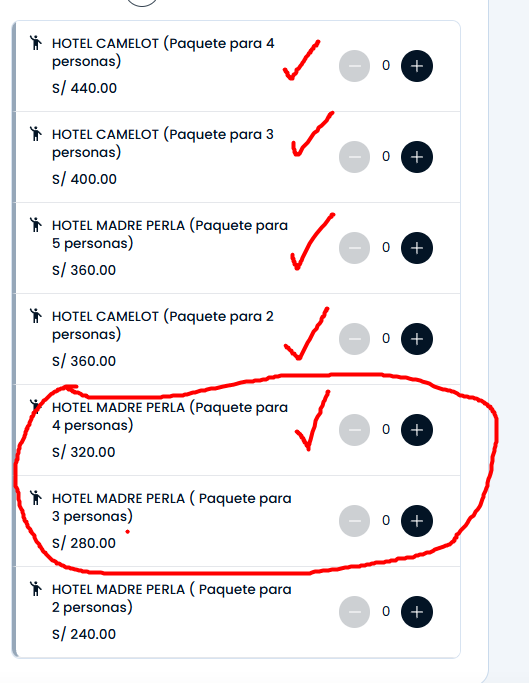 HOTEL CAMELOT (Paquete para 4
personas)
S/ 440.00
0
HOTEL CAMELOT (Paquete para 3
personas)
S/ 400.00
0
HOTEL MADRE PERLA (Paquete para
5 personas)
S/ 360.00
0
HOTEL CAMELOT (Paquete para 2
personas)
S/ 360.00
0
HOTEL MADRE PERLA (Paquete para
4 personas)
S/ 320.00
0
HOTEL MADRE PERLA ( Paquete para
3 personas)
S/ 280.00
0
HOTEL MADRE PERLA ( Paquete para
2 personas)
S/ 240.00
0